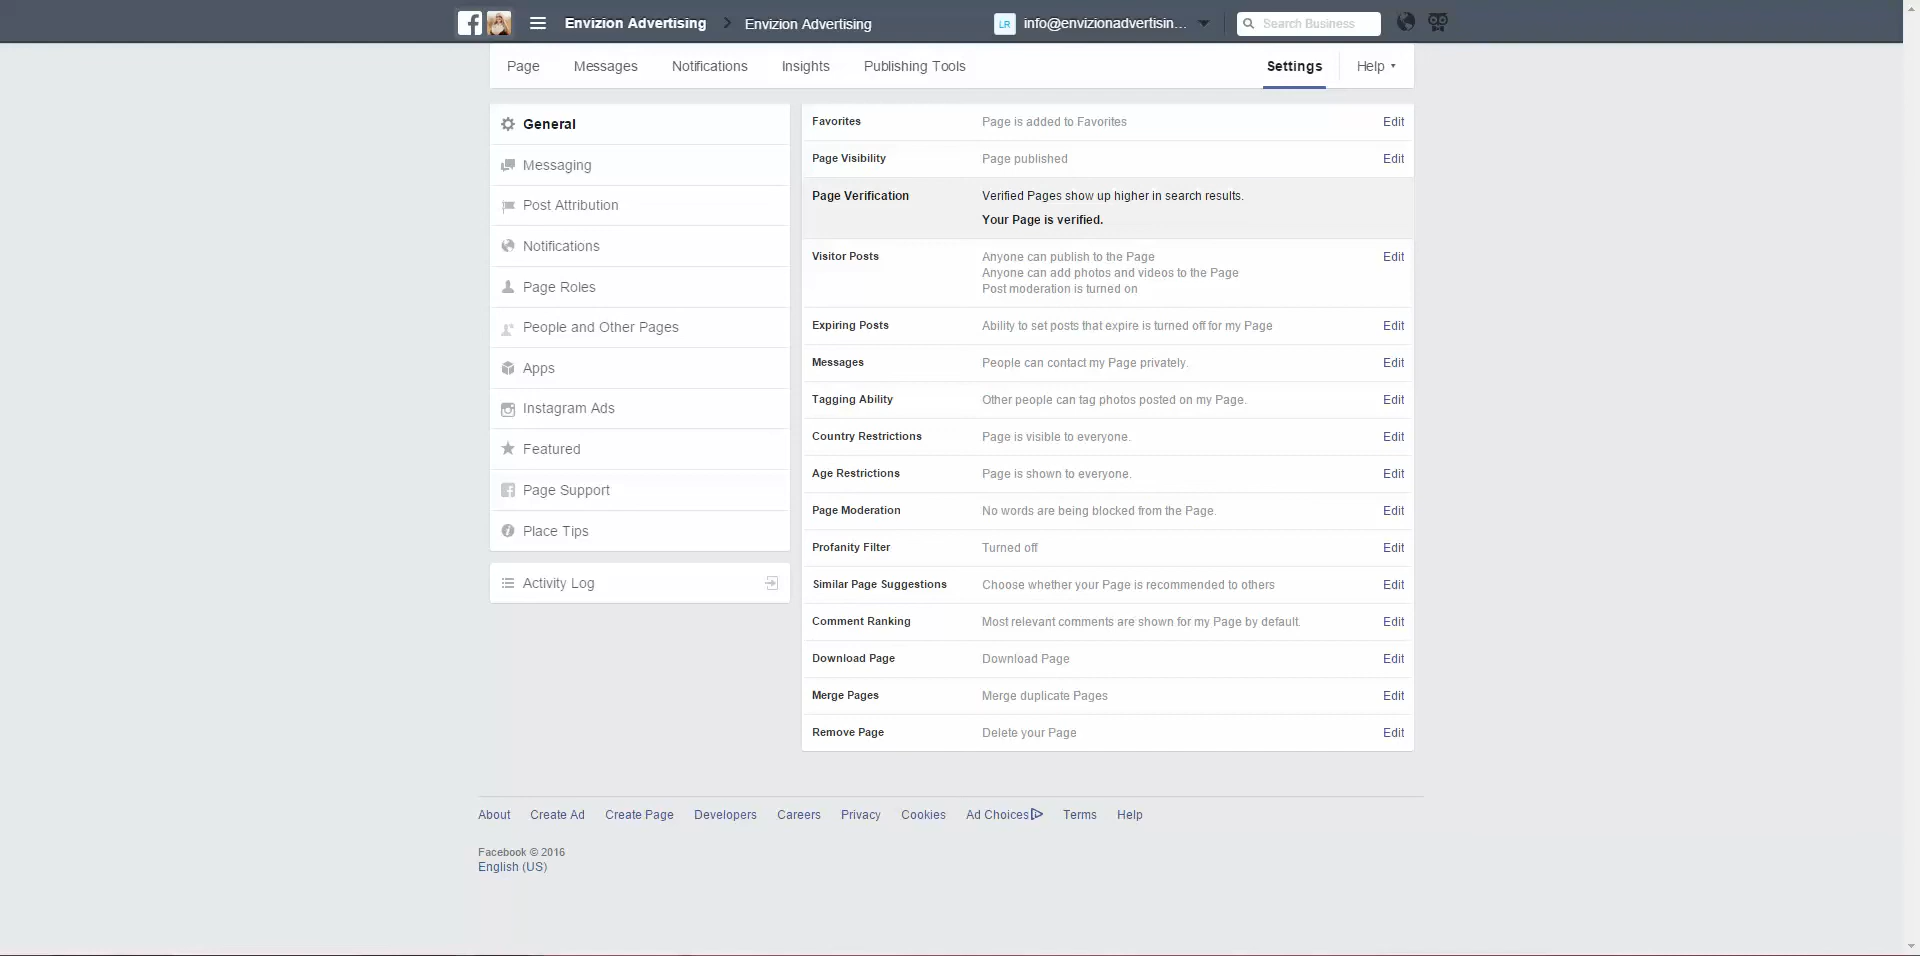 Envizion Advertising > Envizion Advertising LR info@envizionadvertisin... Search Business
Page Messages Notifications Insights Publishing Tools Settings Help
General
Messaging
Post Attribution
Notifications
Page Roles
People and Other Pages
Apps
Instagram Ads
Featured
Page Support
Place Tips
Activity Log
Favorites Page is added to Favorites Edit
Page Visibility Page published Edit
Page Verification Verified Pages show up higher in search results.
Your Page is verified.
Visitor Posts Anyone can publish to the Page Edit
Anyone can add photos and videos to the Page
Post moderation is turned on
Expiring Posts Ability to set posts that expire is turned off for my Page Edit
Messages People can contact my Page privately. Edit
Tagging Ability Other people can tag photos posted on my Page. Edit
Country Restrictions Page is visible to everyone. Edit
Age Restrictions Page is shown to everyone. Edit
Page Moderation No words are being blocked from the Page. Edit
Profanity Filter Turned off Edit
Similar Page Suggestions Choose whether your Page is recommended to others Edit
Comment Ranking Most relevant comments are shown for my Page by default. Edit
Download Page Download Page Edit
Merge Pages Merge duplicate Pages Edit
Remove Page Delete your Page Edit
About Create Ad Create Page Developers Careers Privacy Cookies Ad Choices Terms Help
Facebook © 2016
English (US)